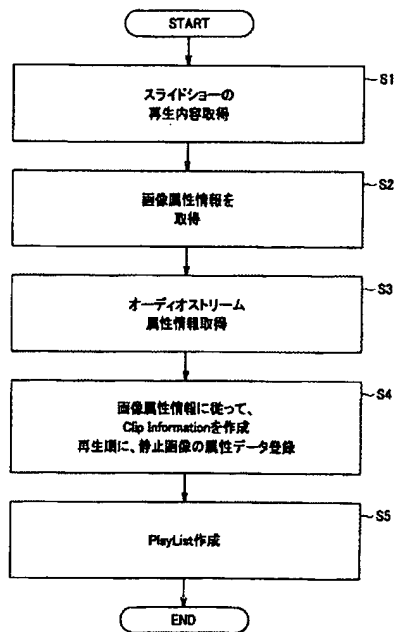 START
S1
スライドショーの
再生内容取得
S2
画像属性情報を
取得
S3
オーディオストリーム
属性情報取得
S4
画像属性情報に従って、
Clip Informationを作成
再生順に、静止画像の属性データ登録
S5
PlayList作成
END